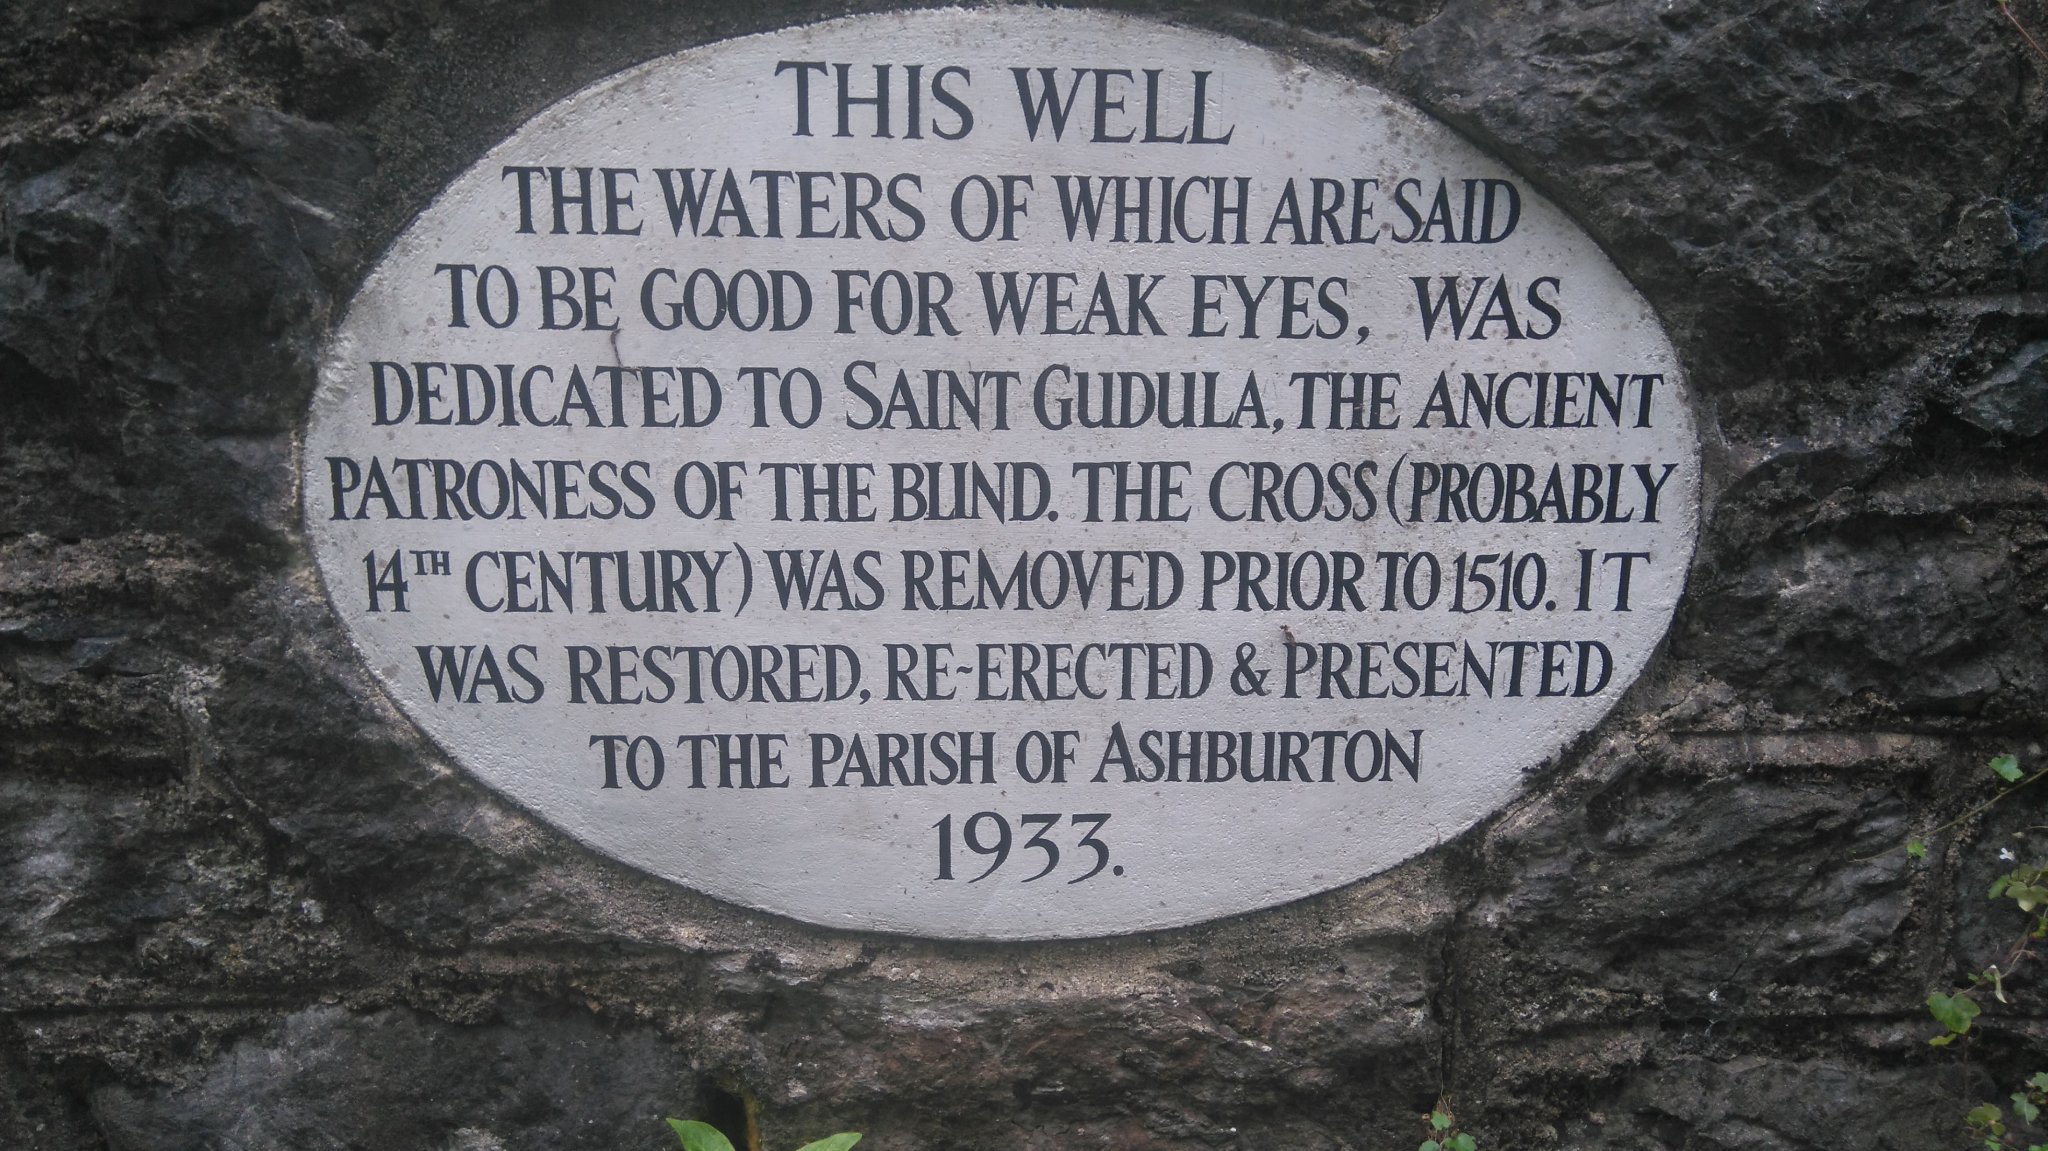 THIS WELL
THE WATERS OF WHICH ARE SAID
TO BE GOOD FOR WEAK EYES, WAS
DEDICATED TO SAINT GUDULA, THE ANCIENT
PATRONESS OF THE BLIND. THE CROSS (PROBABLY
14TH CENTURY) WAS REMOVED PRIOR TO 1510. IT
WAS RESTORED, RE-ERECTED & PRESENTED
TO THE PARISH OF ASHBURTON
1933.